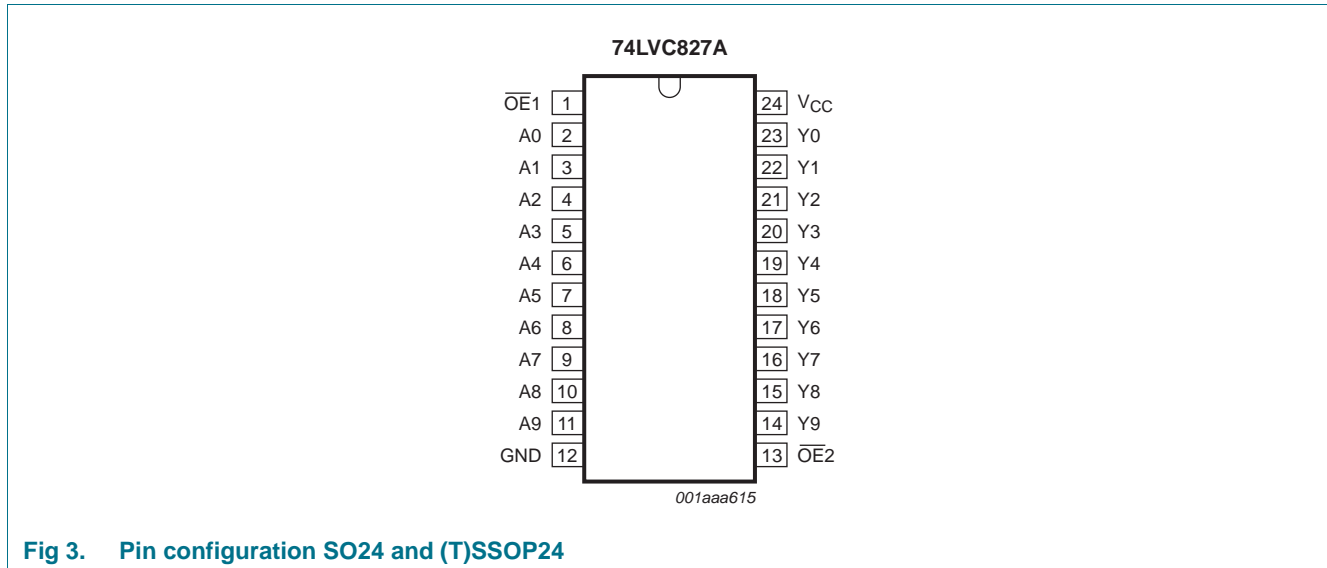 74LVC827A
O̅E̅1 1 24 VCC
A0 2 23 Y0
A1 3 22 Y1
A2 4 21 Y2
A3 5 20 Y3
A4 6 19 Y4
A5 7 18 Y5
A6 8 17 Y6
A7 9 16 Y7
A8 10 15 Y8
A9 11 14 Y9
GND 12 13 O̅E̅2
001aaa615
Fig 3. Pin configuration SO24 and (T)SSOP24